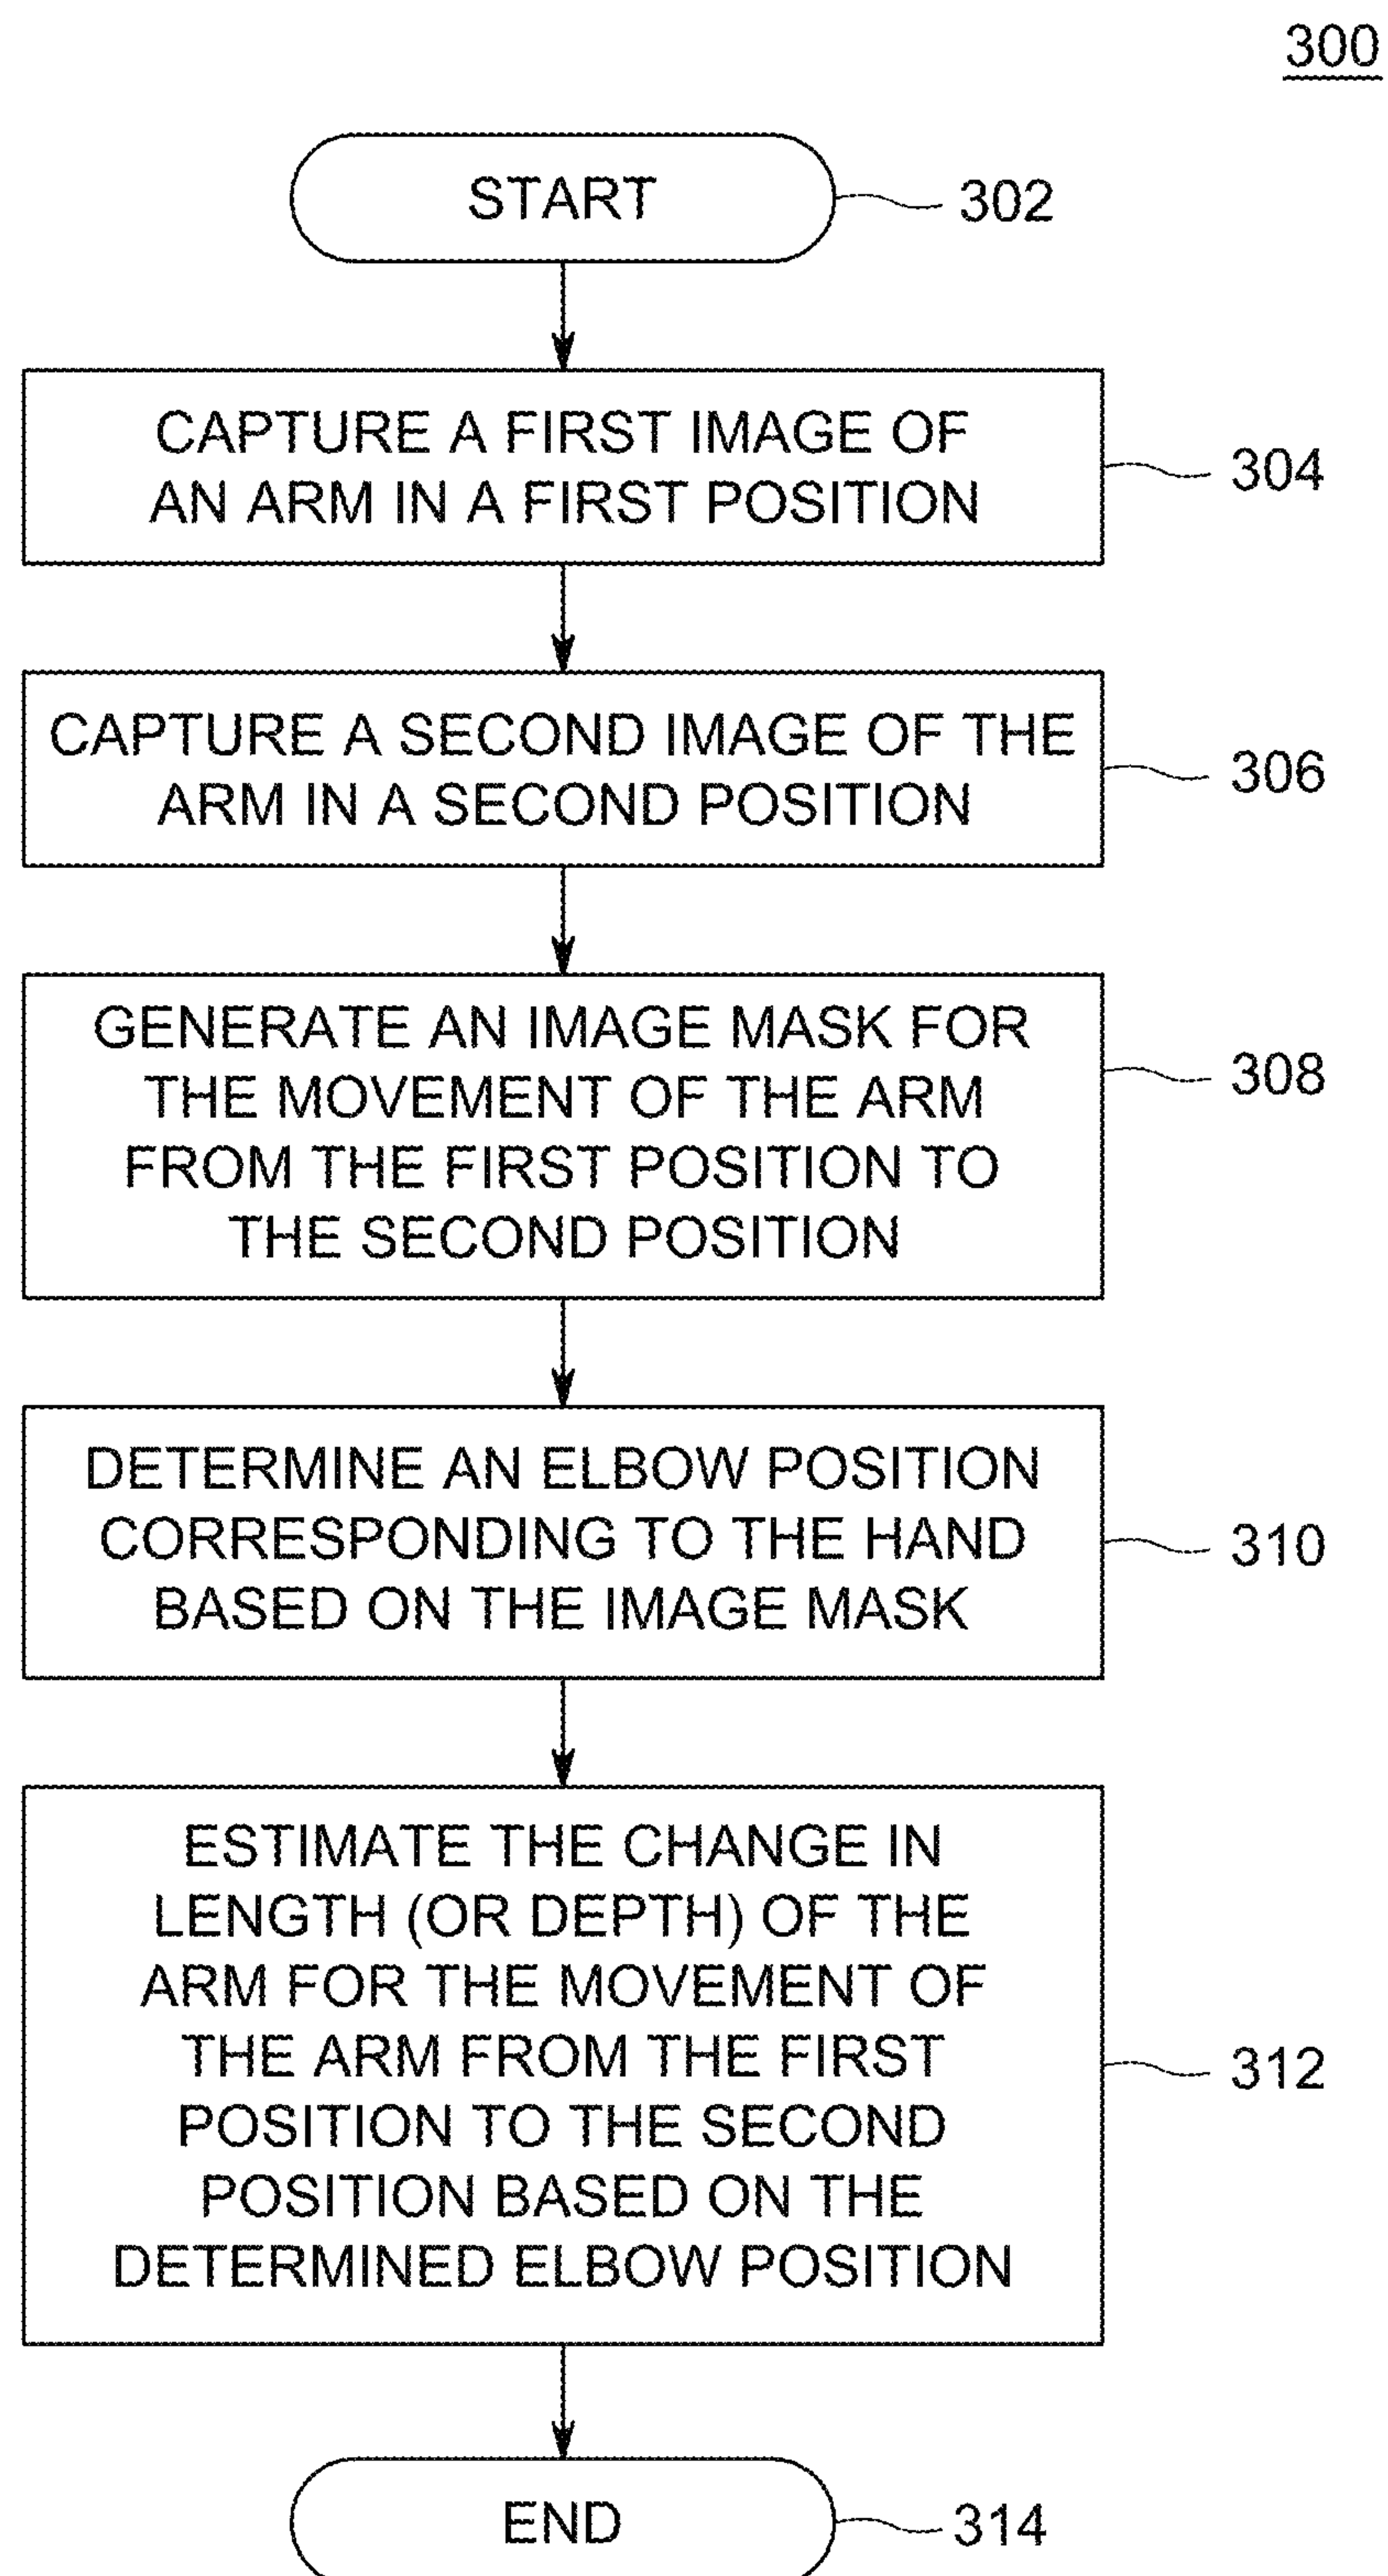 300
START
302
CAPTURE A FIRST IMAGE OF
AN ARM IN A FIRST POSITION
304
CAPTURE A SECOND IMAGE OF THE
ARM IN A SECOND POSITION
306
GENERATE AN IMAGE MASK FOR
THE MOVEMENT OF THE ARM
FROM THE FIRST POSITION TO
THE SECOND POSITION
308
DETERMINE AN ELBOW POSITION
CORRESPONDING TO THE HAND
BASED ON THE IMAGE MASK
310
ESTIMATE THE CHANGE IN
LENGTH (OR DEPTH) OF THE
ARM FOR THE MOVEMENT OF
THE ARM FROM THE FIRST
POSITION TO THE SECOND
POSITION BASED ON THE
DETERMINED ELBOW POSITION
312
END
314